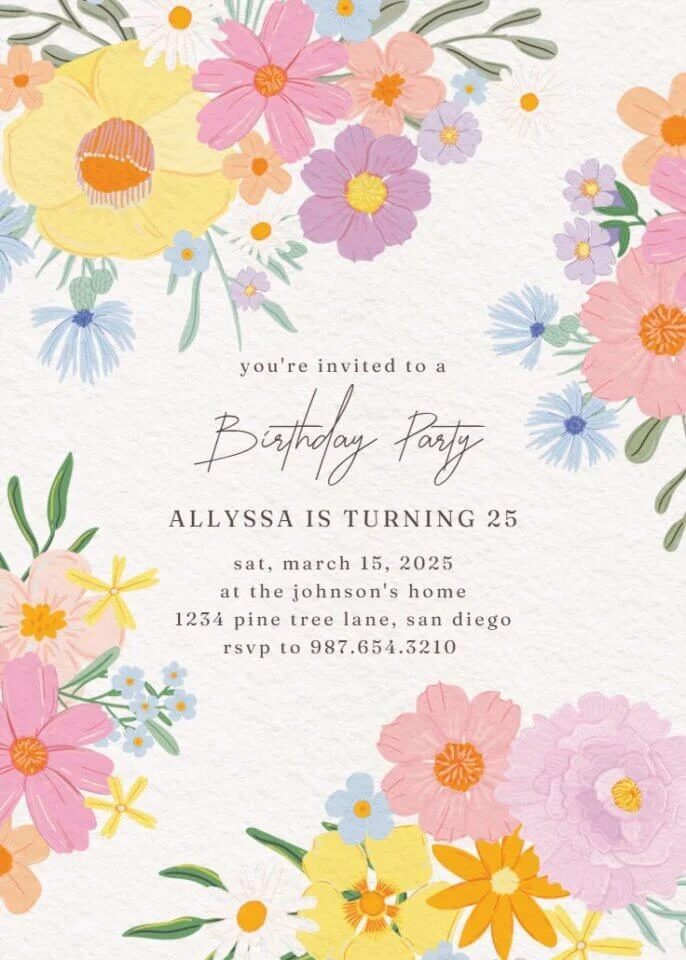 you're invited to a
Birthday Party
ALLYSSA IS TURNING 25
sat, march 15, 2025
at the johnson's home
1234 pine tree lane, san diego
rsvp to 987.654.3210